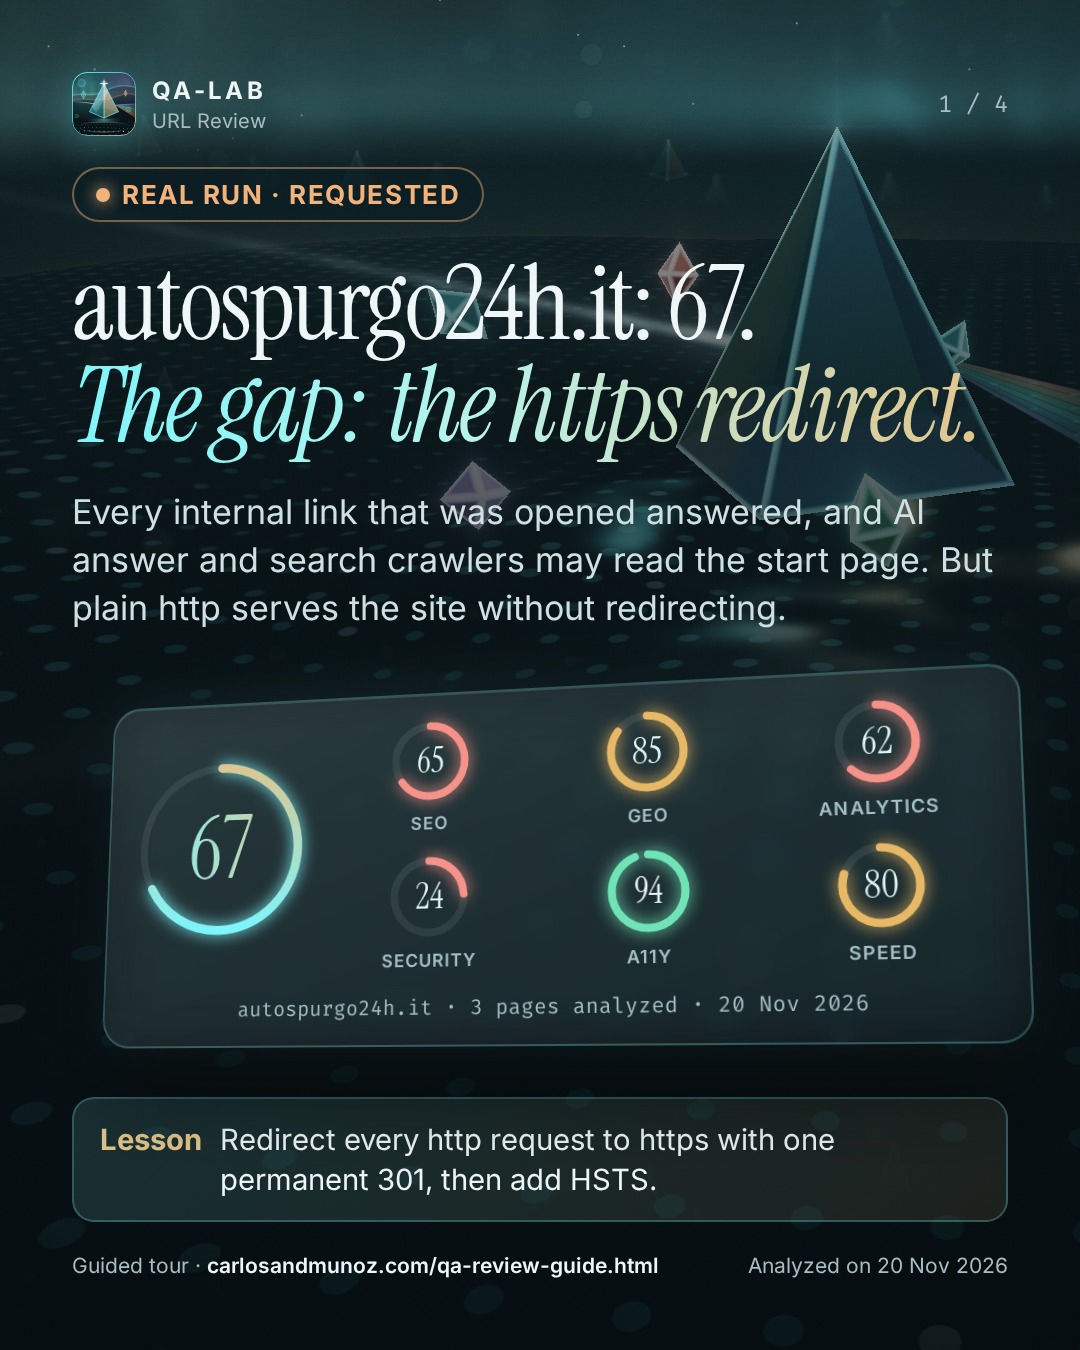 QA-LAB
URL Review
1 / 4
REAL RUN · REQUESTED
autospurgo24h.it: 67.
The gap: the https redirect.
Every internal link that was opened answered, and AI
answer and search crawlers may read the start page. But
plain http serves the site without redirecting.
67
65
SEO
85
GEO
62
ANALYTICS
24
SECURITY
94
A11Y
80
SPEED
autospurgo24h.it · 3 pages analyzed · 20 Nov 2026
Lesson
Redirect every http request to https with one
permanent 301, then add HSTS.
Guided tour · carlosandmunoz.com/qa-review-guide.html
Analyzed on 20 Nov 2026